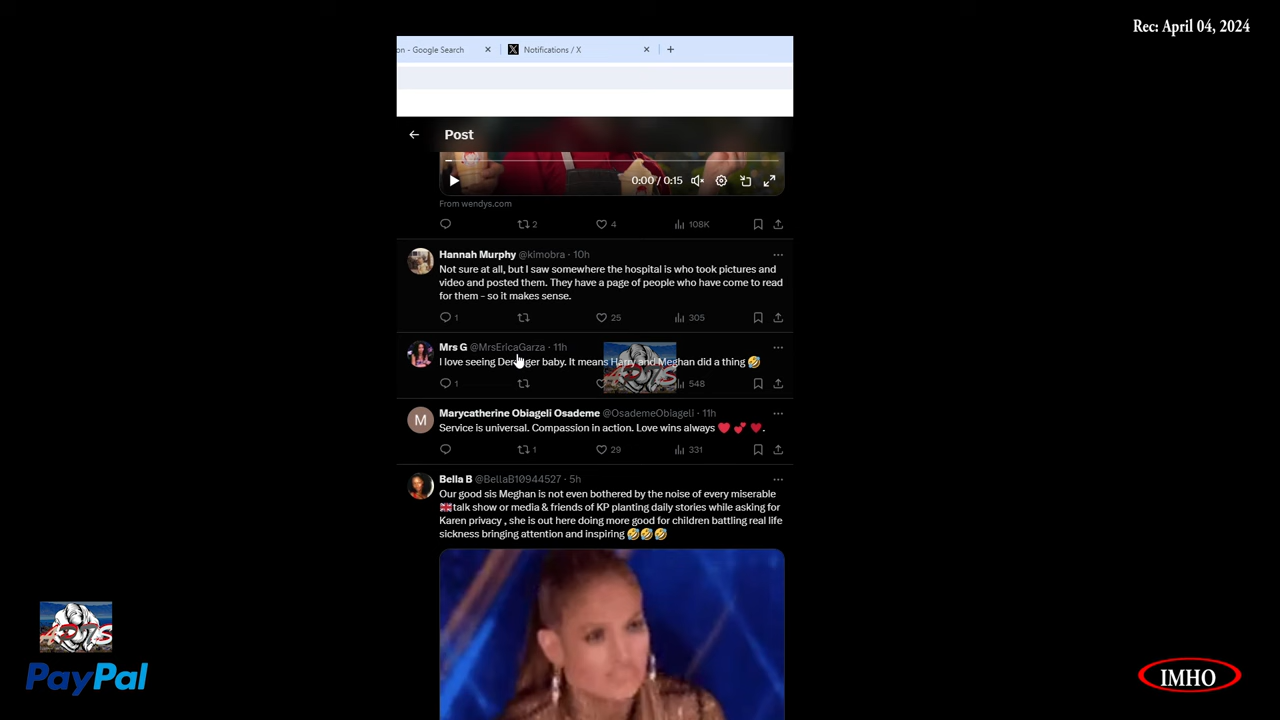 Rec: April 04, 2024
on - Google Search
Notifications / X
Post
0:00 / 0:15
From wendys.com
2 4 108K
Hannah Murphy @kimobra · 10h
Not sure at all, but I saw somewhere the hospital is who took pictures and
video and posted them. They have a page of people who have come to read
for them - so it makes sense.
1 25 305
Mrs G @MrsEricaGarza · 11h
I love seeing ger baby. It means Harry and Meghan did a thing 🤣
1 548
Marycatherine Obiageli Osademe @OsademeObiageli · 11h
M
Service is universal. Compassion in action. Love wins always ❤️ 💕 ♥️.
1 29 331
Bella B @BellaB10944527 · 5h
Our good sis Meghan is not even bothered by the noise of every miserable
🇬🇧talk show or media & friends of KP planting daily stories while asking for
Karen privacy , she is out here doing more good for children battling real life
sickness bringing attention and inspiring 🤣🤣🤣
PayPal
IMHO